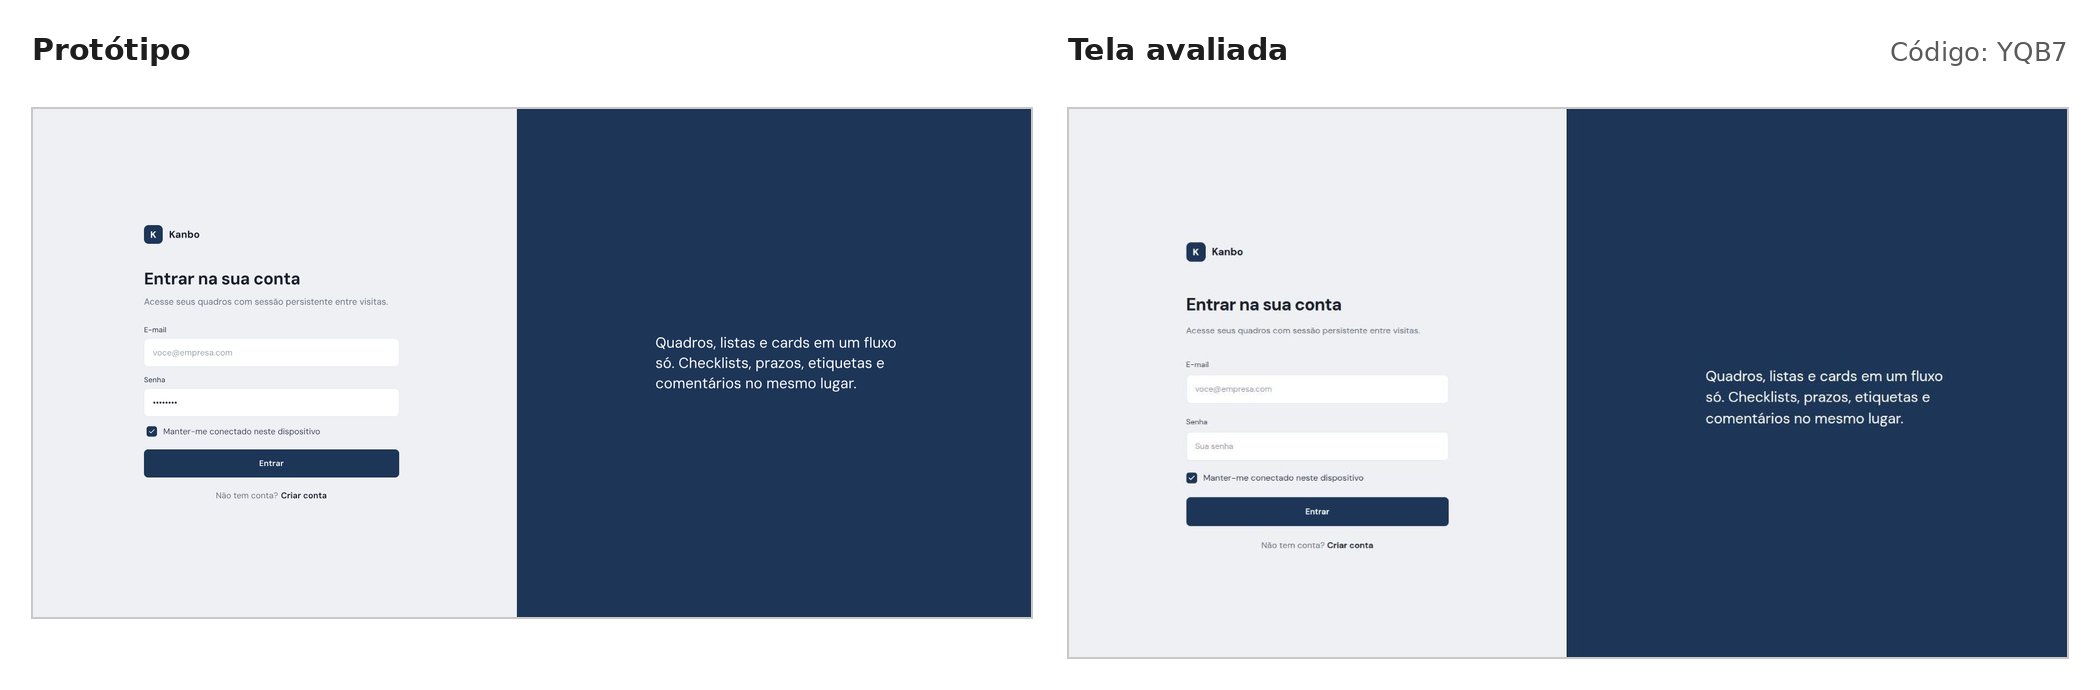 Protótipo
K Kanbo
Entrar na sua conta
Acesse seus quadros com sessão persistente entre visitas.
E-mail
voce@empresa.com
Senha
••••••••
Manter-me conectado neste dispositivo
Entrar
Não tem conta? Criar conta
Quadros, listas e cards em um fluxo
só. Checklists, prazos, etiquetas e
comentários no mesmo lugar.
Tela avaliada
Código: YQB7
K Kanbo
Entrar na sua conta
Acesse seus quadros com sessão persistente entre visitas.
E-mail
voce@empresa.com
Senha
Sua senha
Manter-me conectado neste dispositivo
Entrar
Não tem conta? Criar conta
Quadros, listas e cards em um fluxo
só. Checklists, prazos, etiquetas e
comentários no mesmo lugar.